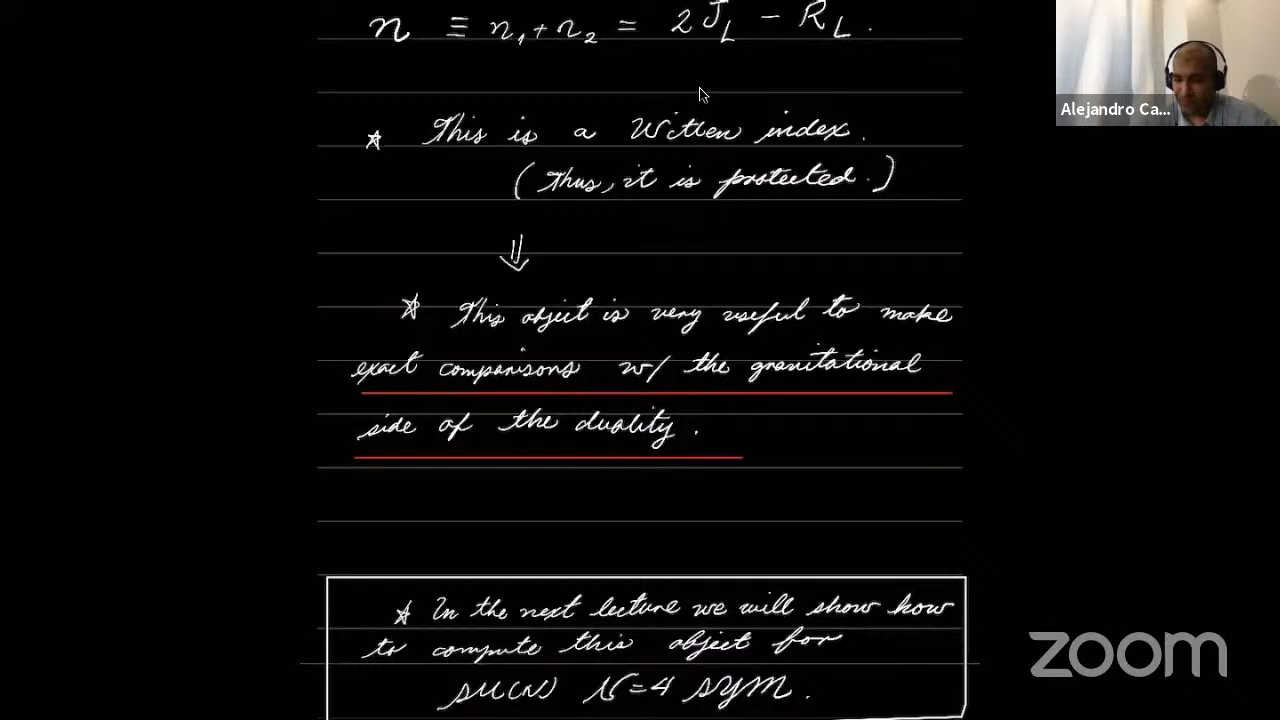 n ≡ n₁ + n₂ = 2J_L - R_L .
Alejandro Ca...
* This is a Witten index .
(Thus, it is protected .)
⇓
* This object is very useful to make
exact comparisons w/ the gravitational
side of the duality .
* In the next lecture we will show how
to compute this object for
SU(N) N=4 SYM .
zoom